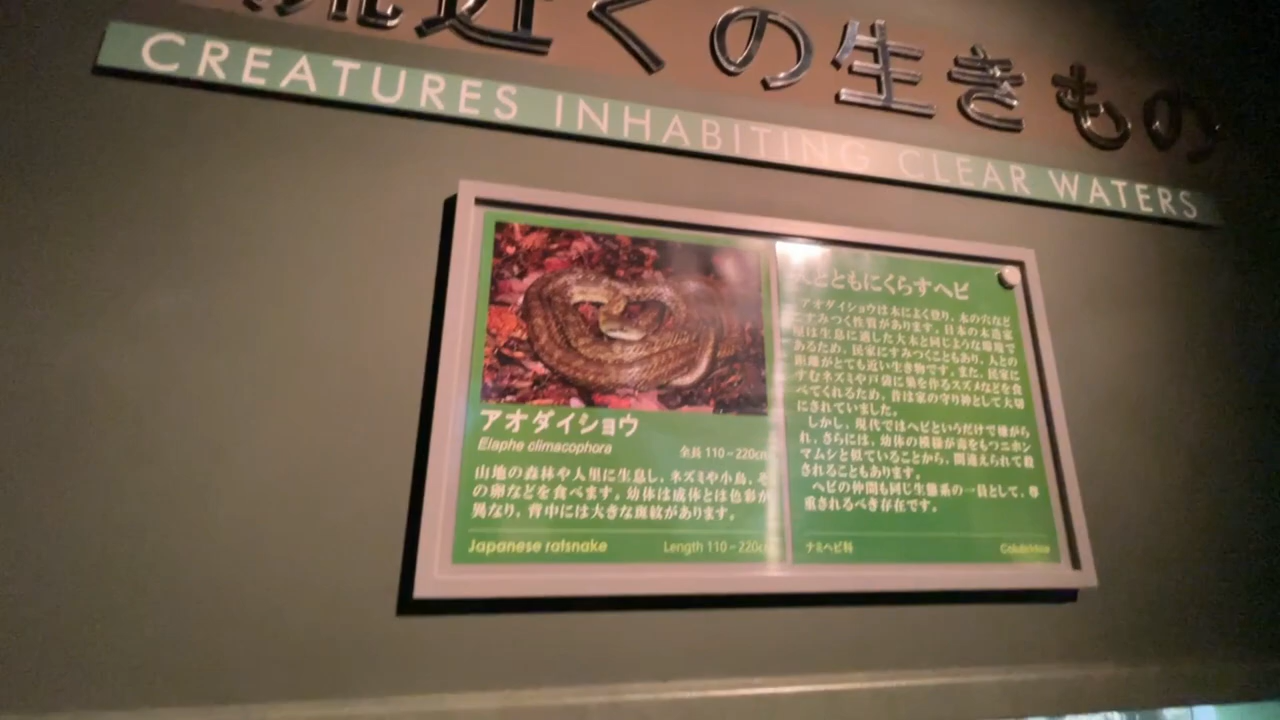 近くの生きもの
CREATURES INHABITING CLEAR WATERS
アオダイショウ
Elaphe climacophora
全長 110－220cm
山地の森林や人里に生息し、ネズミや小鳥、そ
の卵などを食べます。幼体は成体とは色彩が
異なり、背中には大きな斑紋があります。
Japanese ratsnake
Length 110－220cm
とともにくらすヘビ
アオダイショウは木によく登り、木の穴など
にすみつく性質があります。日本の木造家
屋は生息に適した大木と同じような環境で
あるため、民家にすみつくこともあり、人との
距離がとても近い生き物です。また、民家に
すむネズミや戸袋に巣を作るスズメなどを食
べてくれるため、昔は家の守り神として大切
にされていました。
しかし、現代ではヘビというだけで嫌がら
れ、さらには、幼体の模様が毒をもつニホン
マムシと似ていることから、間違えられて殺
されることもあります。
ヘビの仲間も同じ生態系の一員として、尊
重されるべき存在です。
ナミヘビ科
Colubridae